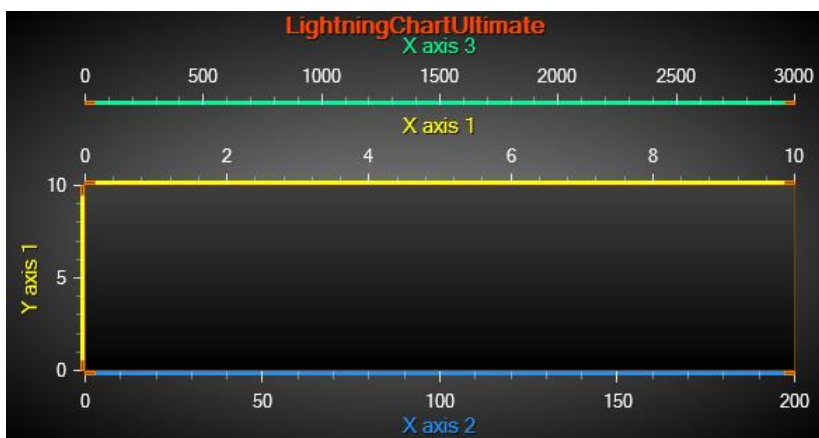 LightningChartUltimate
X axis 3
0 500 1000 1500 2000 2500 3000
X axis 1
0 2 4 6 8 10
10
Y axis 1
5
0
0 50 100 150 200
X axis 2